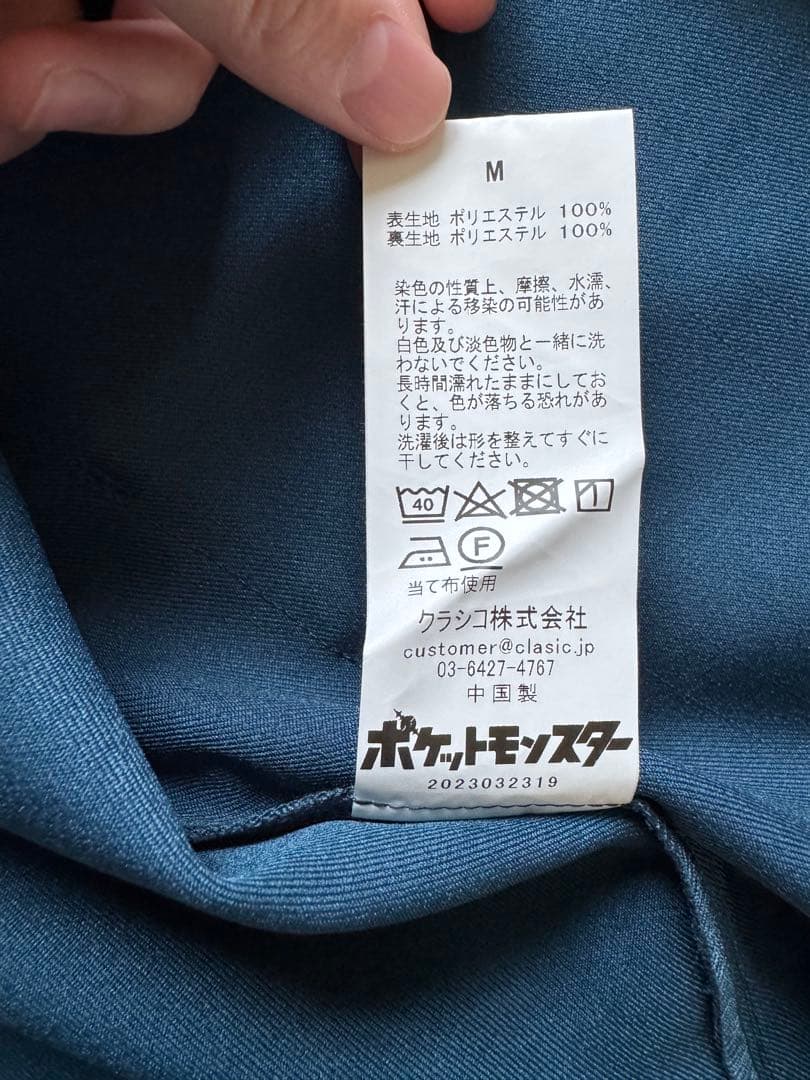 M
表生地 ポリエステル 100%
裏生地 ポリエステル 100%
染色の性質上、摩擦、水濡、
汗による移染の可能性があ
ります。
白色及び淡色物と一緒に洗
わないでください。
長時間濡れたままにしてお
くと、色が落ちる恐れがあ
ります。
洗濯後は形を整えてすぐに
干してください。
40
F
当て布使用
クラシコ株式会社
customer@clasic.jp
03-6427-4767
中国製
ポケットモンスター
2023032319